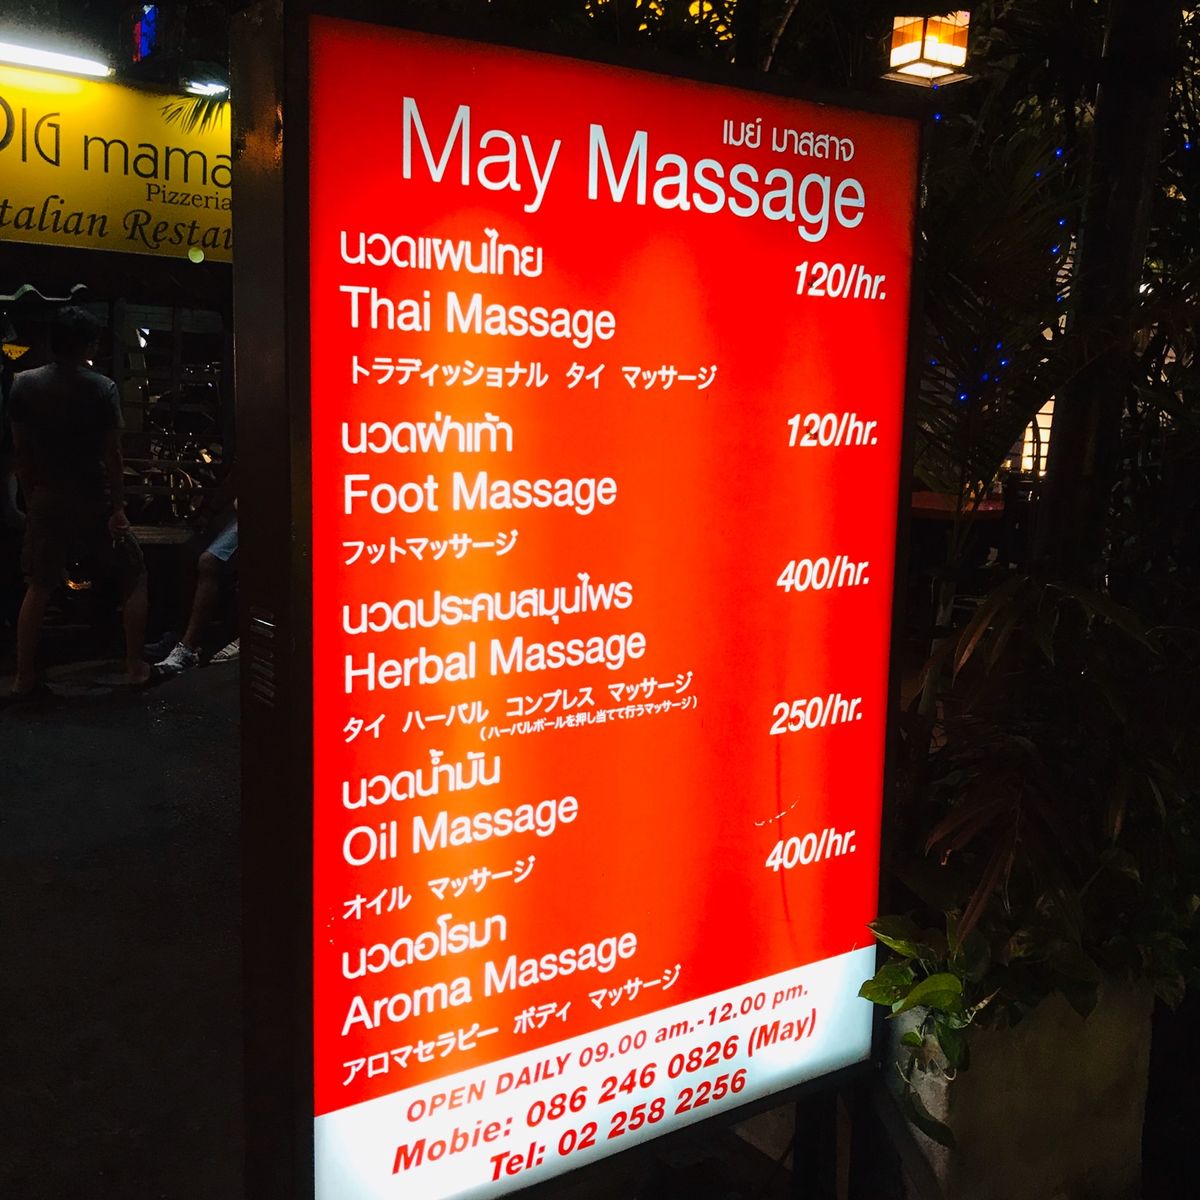 mama
Pizzeria
เมย์ มาสสาจ
May Massage
นวดแผนไทย
120/hr.
Thai Massage
トラディッショナル タイ マッサージ
นวดฝ่าเท้า
120/hr.
Foot Massage
フットマッサージ
นวดประคบสมุนไพร
400/hr.
Herbal Massage
タイ ハーバル コンプレス マッサージ
(ハーバルボールを押し当てて行うマッサージ)
นวดน้ำมัน
250/hr.
Oil Massage
オイル マッサージ
นวดอโรมา
400/hr.
Aroma Massage
アロマセラピー ボディ マッサージ
OPEN DAILY 09.00 am.-12.00 pm.
Mobie: 086 246 0826 (May)
Tel: 02 258 2256